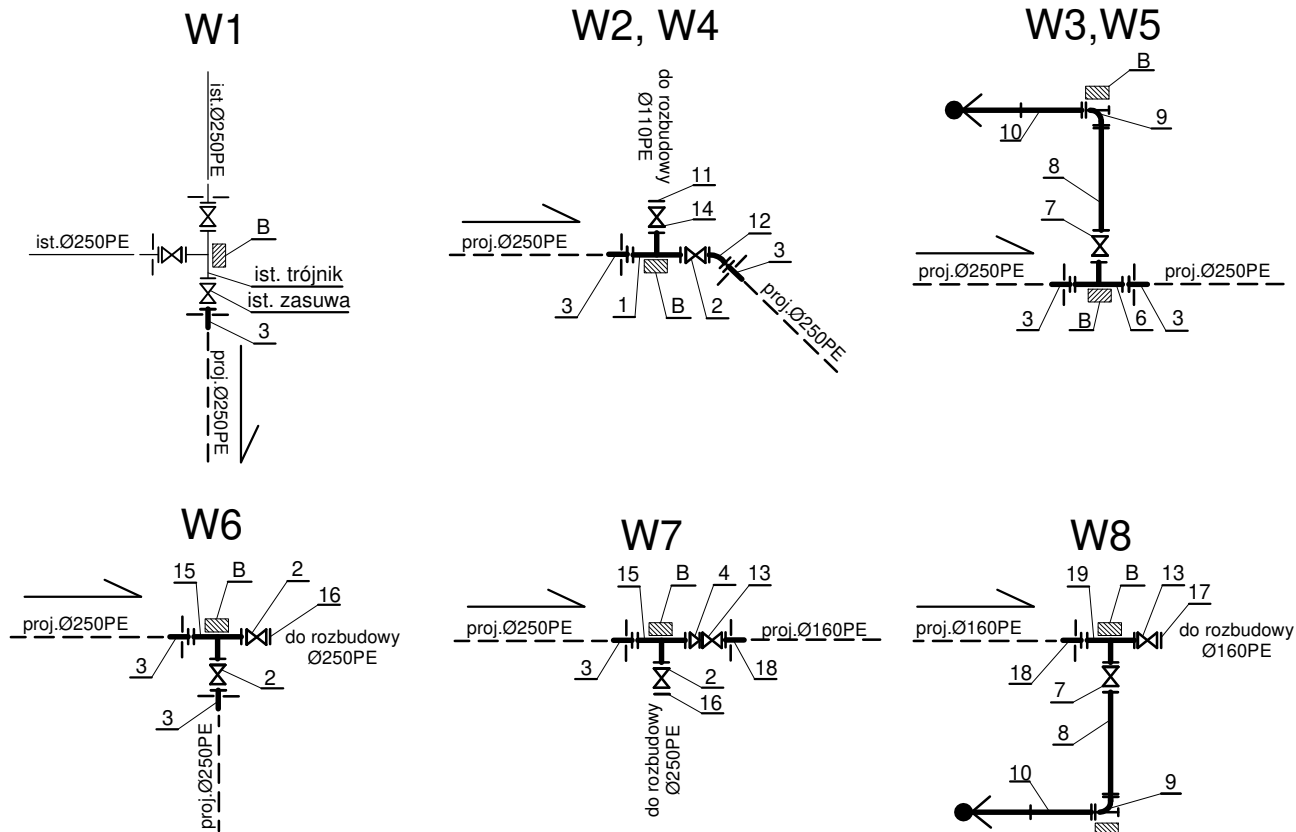 W1
ist.Ø250PE
ist.Ø250PE
B
ist. trójnik
ist. zasuwa
3
proj.Ø250PE
W2, W4
do rozbudowy
Ø110PE
11
14
12
3
proj.Ø250PE
3
1
B
2
proj.Ø250PE
W3,W5
B
10
9
8
7
proj.Ø250PE
proj.Ø250PE
3
B
6
3
W6
15
B
2
16
proj.Ø250PE
do rozbudowy
Ø250PE
3
2
3
proj.Ø250PE
W7
15
B
4
13
proj.Ø250PE
proj.Ø160PE
3
2
18
16
do rozbudowy
Ø250PE
W8
19
B
13
17
proj.Ø160PE
do rozbudowy
Ø160PE
18
7
8
10
9